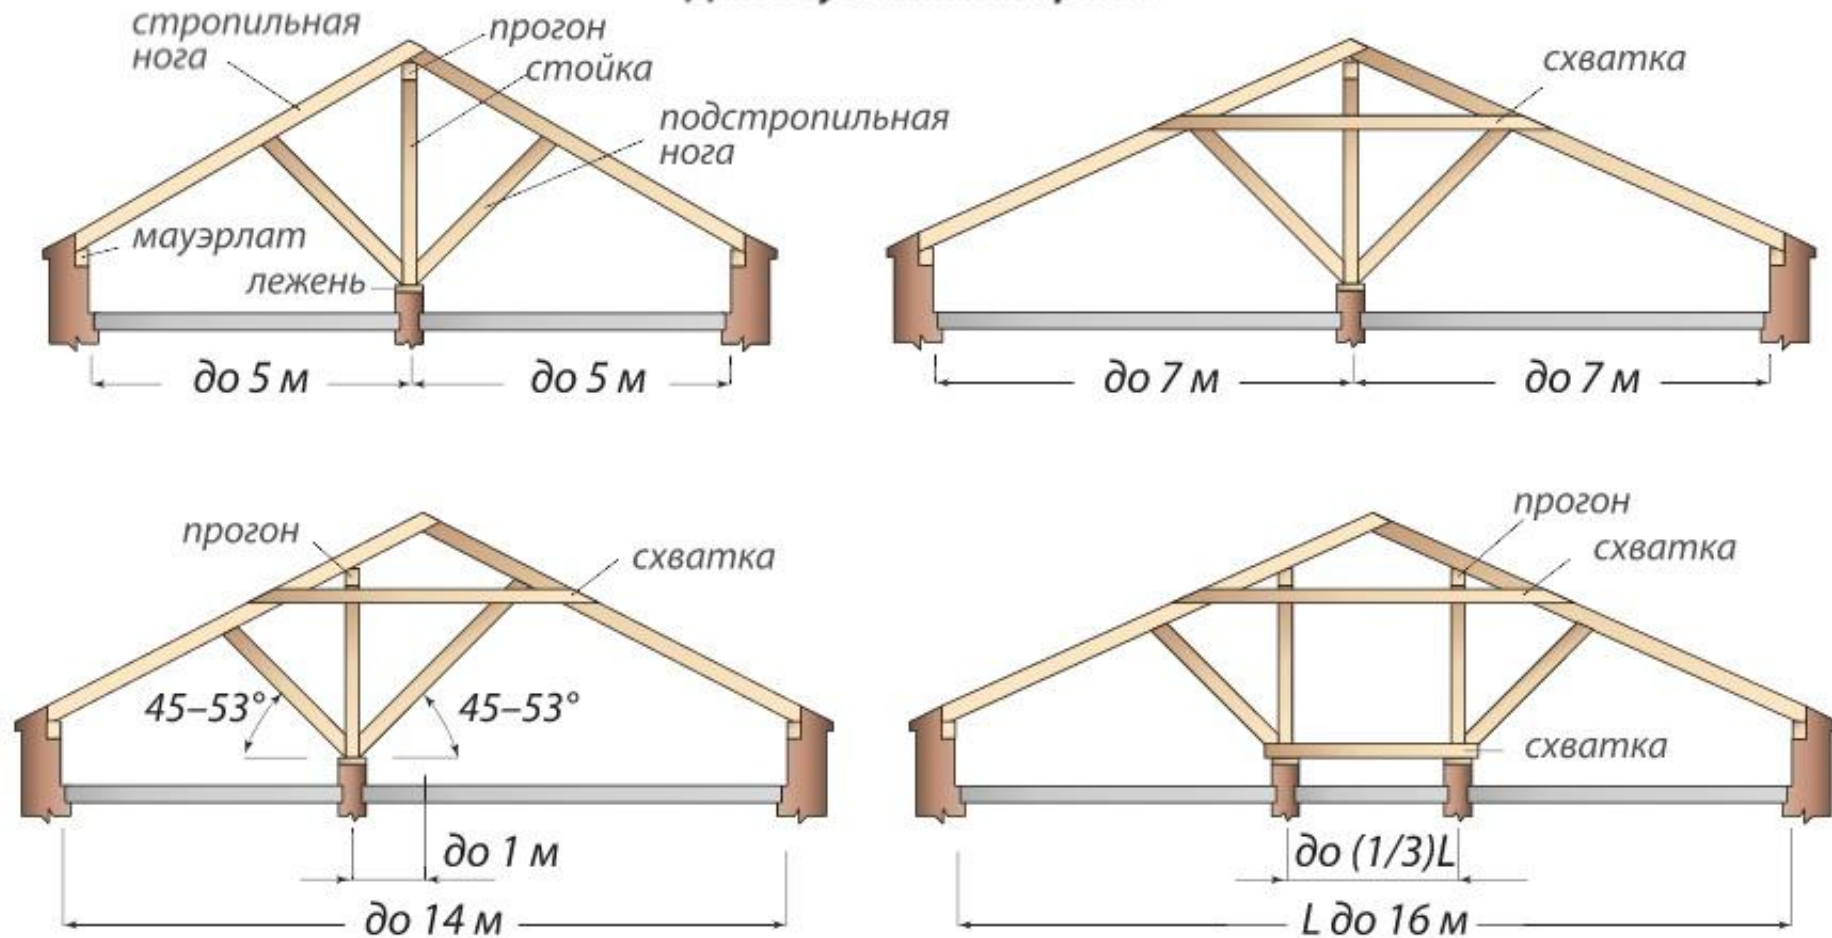 стропильная
нога
прогон
стойка
подстропильная
нога
мауэрлат
лежень
до 5 м
до 5 м
схватка
до 7 м
до 7 м
прогон
схватка
45–53°
45–53°
до 1 м
до 14 м
прогон
схватка
схватка
до (1/3)L
L до 16 м